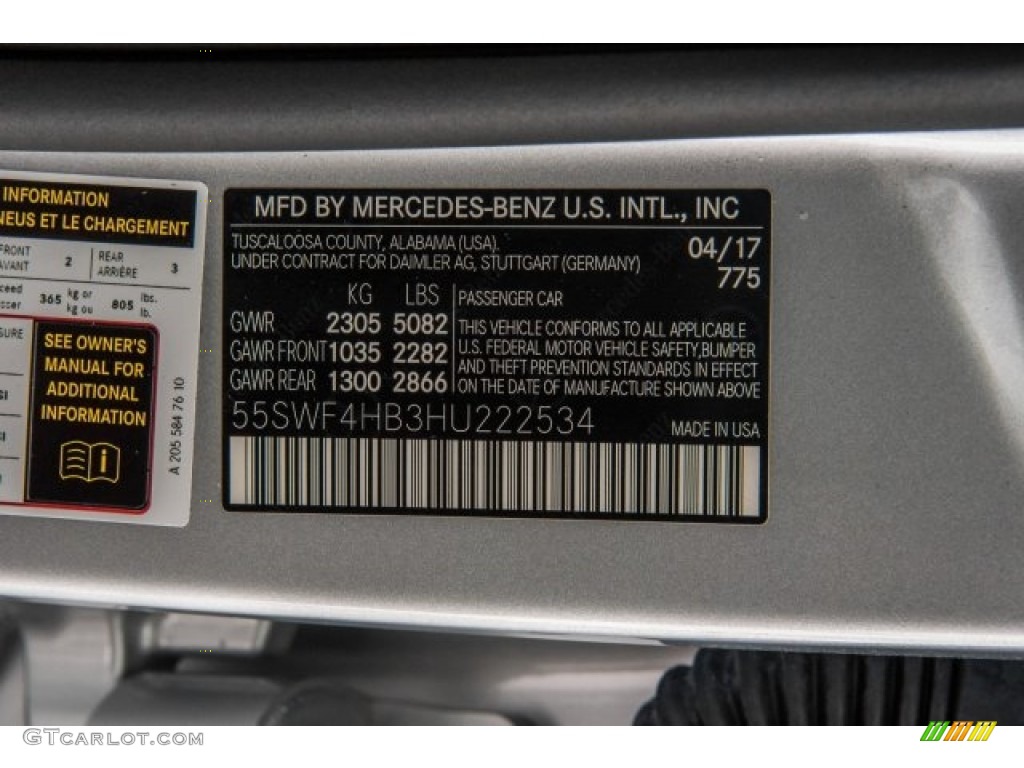 INFORMATION
NEUS ET LE CHARGEMENT
FRONT
AVANT
2
REAR
ARRIÈRE
3
365 kg or
kg ou
805 lbs.
lb.
SEE OWNER'S
MANUAL FOR
ADDITIONAL
INFORMATION
i
A 205 584 76 10
MFD BY MERCEDES-BENZ U.S. INTL., INC
TUSCALOOSA COUNTY, ALABAMA (USA).
UNDER CONTRACT FOR DAIMLER AG, STUTTGART (GERMANY)
04/17
775
KG LBS
GWR 2305 5082
GAWR FRONT 1035 2282
GAWR REAR 1300 2866
PASSENGER CAR
THIS VEHICLE CONFORMS TO ALL APPLICABLE
U.S. FEDERAL MOTOR VEHICLE SAFETY,BUMPER
AND THEFT PREVENTION STANDARDS IN EFFECT
ON THE DATE OF MANUFACTURE SHOWN ABOVE
55SWF4HB3HU222534
MADE IN USA
GTCARLOT.COM